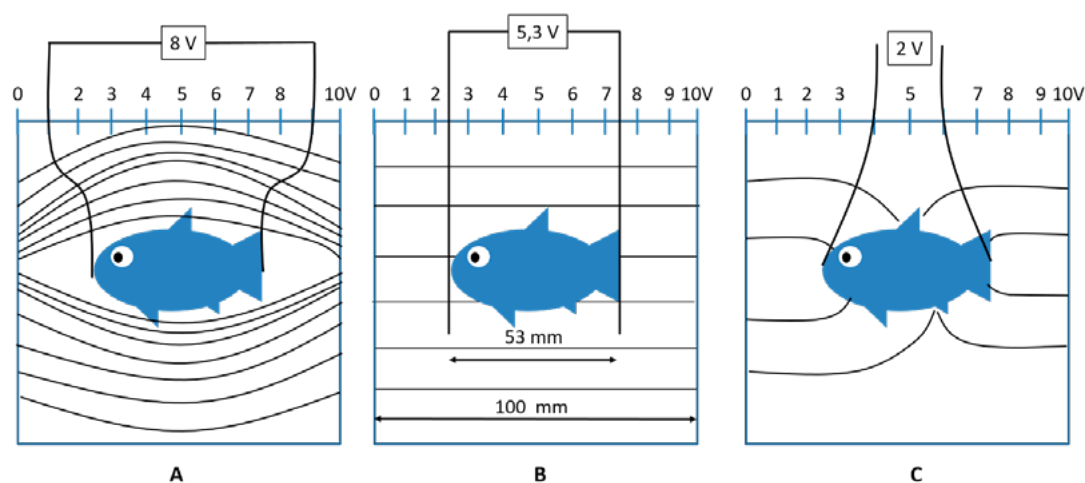 8 V
5,3 V
2 V
0 2 3 4 5 6 7 8 10V
0 1 2 3 4 5 6 7 8 9 10V
0 1 2 3 5 7 8 9 10V
53 mm
100 mm
A
B
C